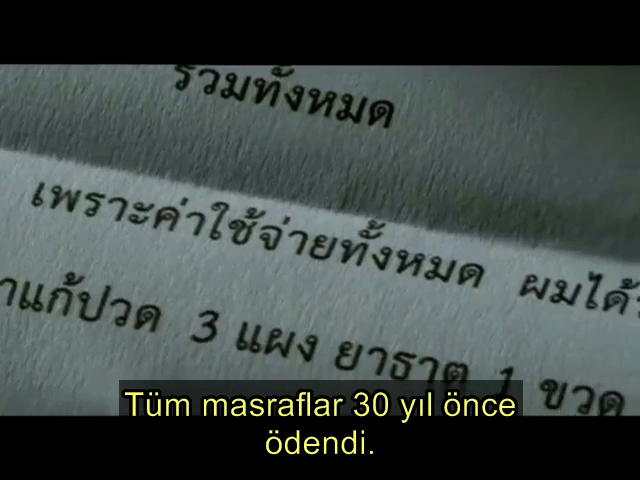 รวมทั้งหมด
เพราะค่าใช้จ่ายทั้งหมด ผมได้
าแก้ปวด 3 แผง ยาธาตุ 1 ขวด
Tüm masraflar 30 yıl önce
ödendi.